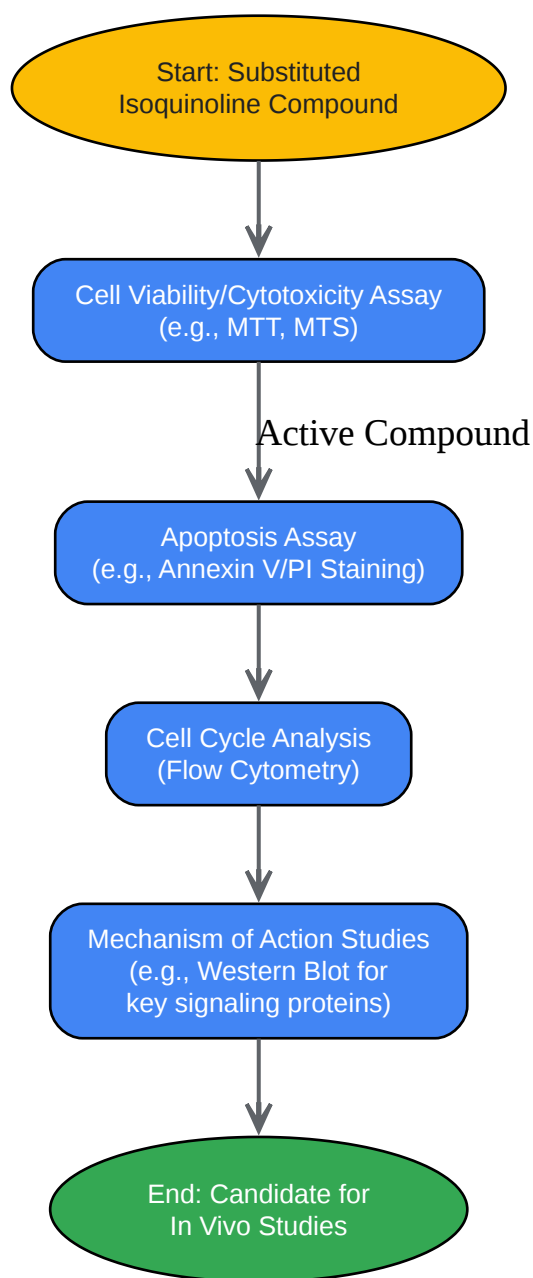 Start: Substituted
Isoquinoline Compound
Cell Viability/Cytotoxicity Assay
(e.g., MTT, MTS)
Active Compound
Apoptosis Assay
(e.g., Annexin V/PI Staining)
Cell Cycle Analysis
(Flow Cytometry)
Mechanism of Action Studies
(e.g., Western Blot for
key signaling proteins)
End: Candidate for
In Vivo Studies